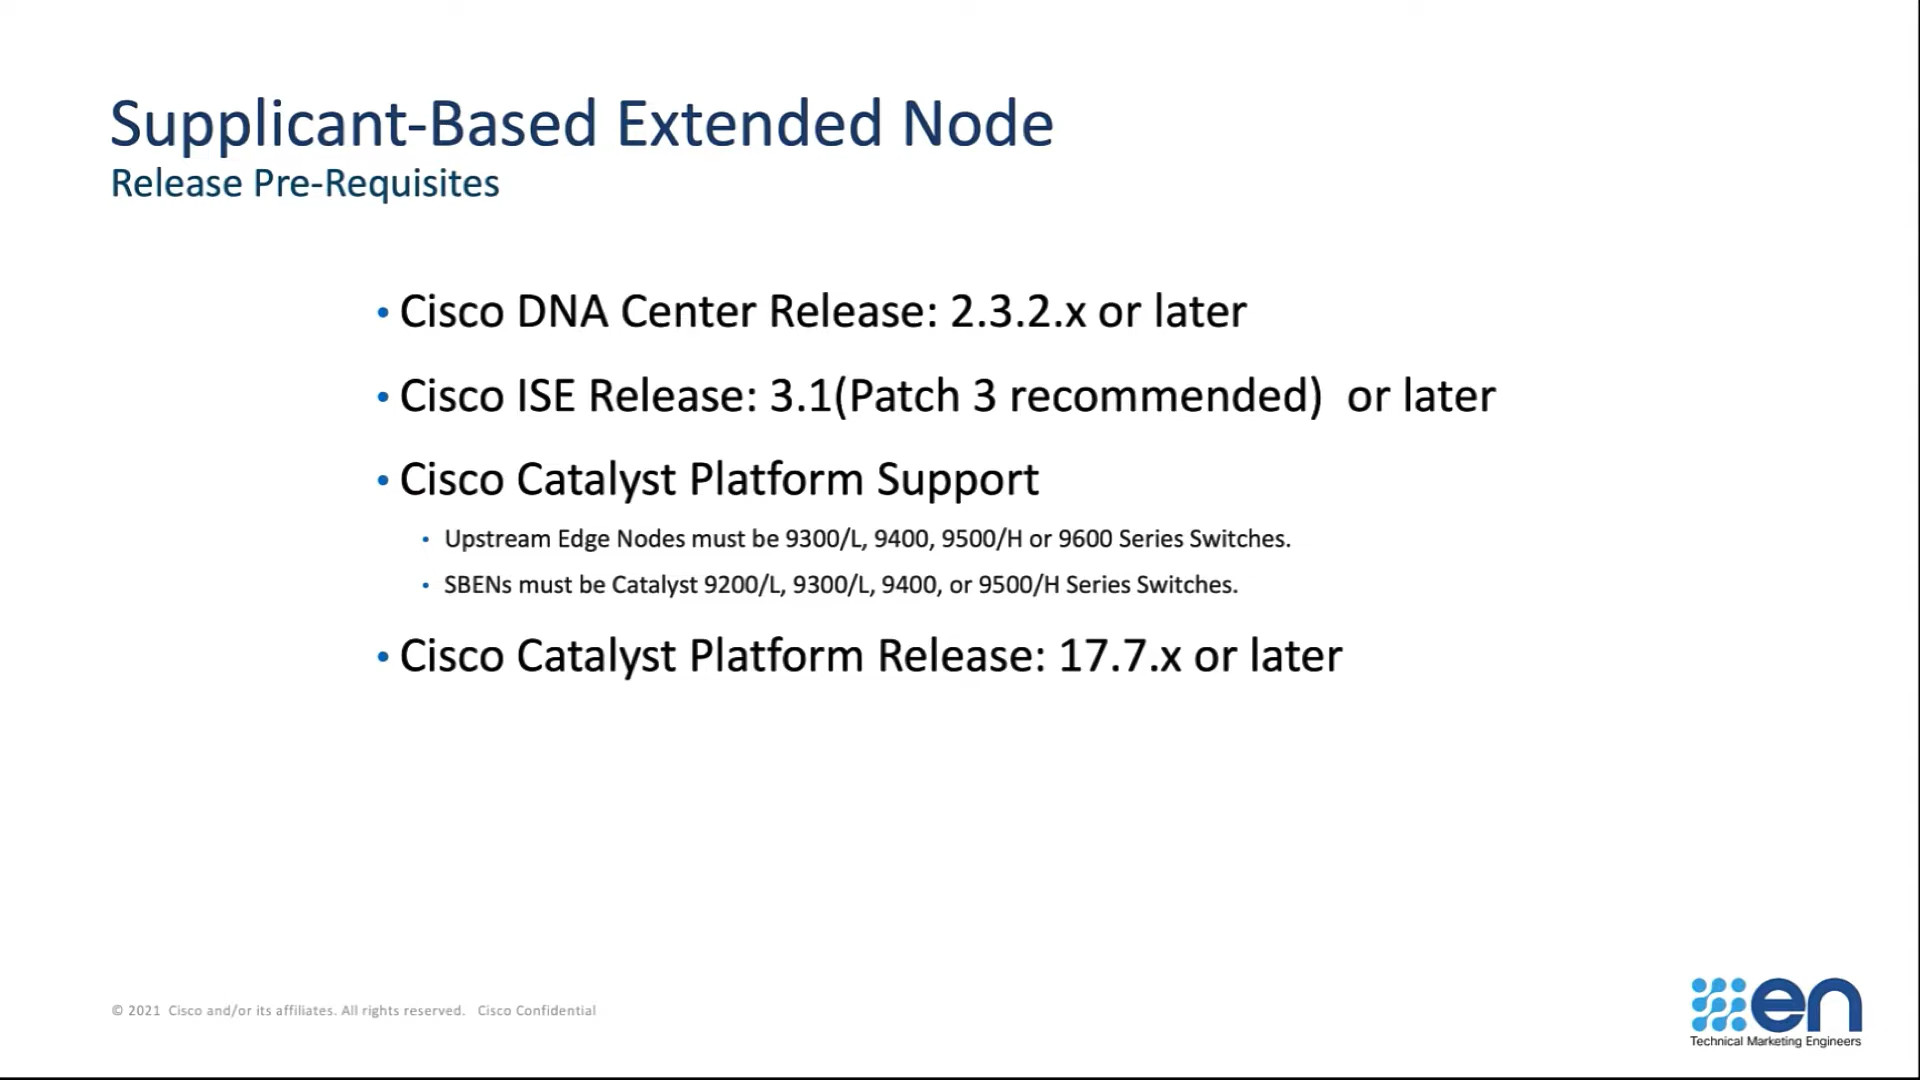 Supplicant-Based Extended Node
Release Pre-Requisites
• Cisco DNA Center Release: 2.3.2.x or later
• Cisco ISE Release: 3.1(Patch 3 recommended)  or later
• Cisco Catalyst Platform Support
• Upstream Edge Nodes must be 9300/L, 9400, 9500/H or 9600 Series Switches.
• SBENs must be Catalyst 9200/L, 9300/L, 9400, or 9500/H Series Switches.
• Cisco Catalyst Platform Release: 17.7.x or later
© 2021 Cisco and/or its affiliates. All rights reserved. Cisco Confidential
en
Technical Marketing Engineers